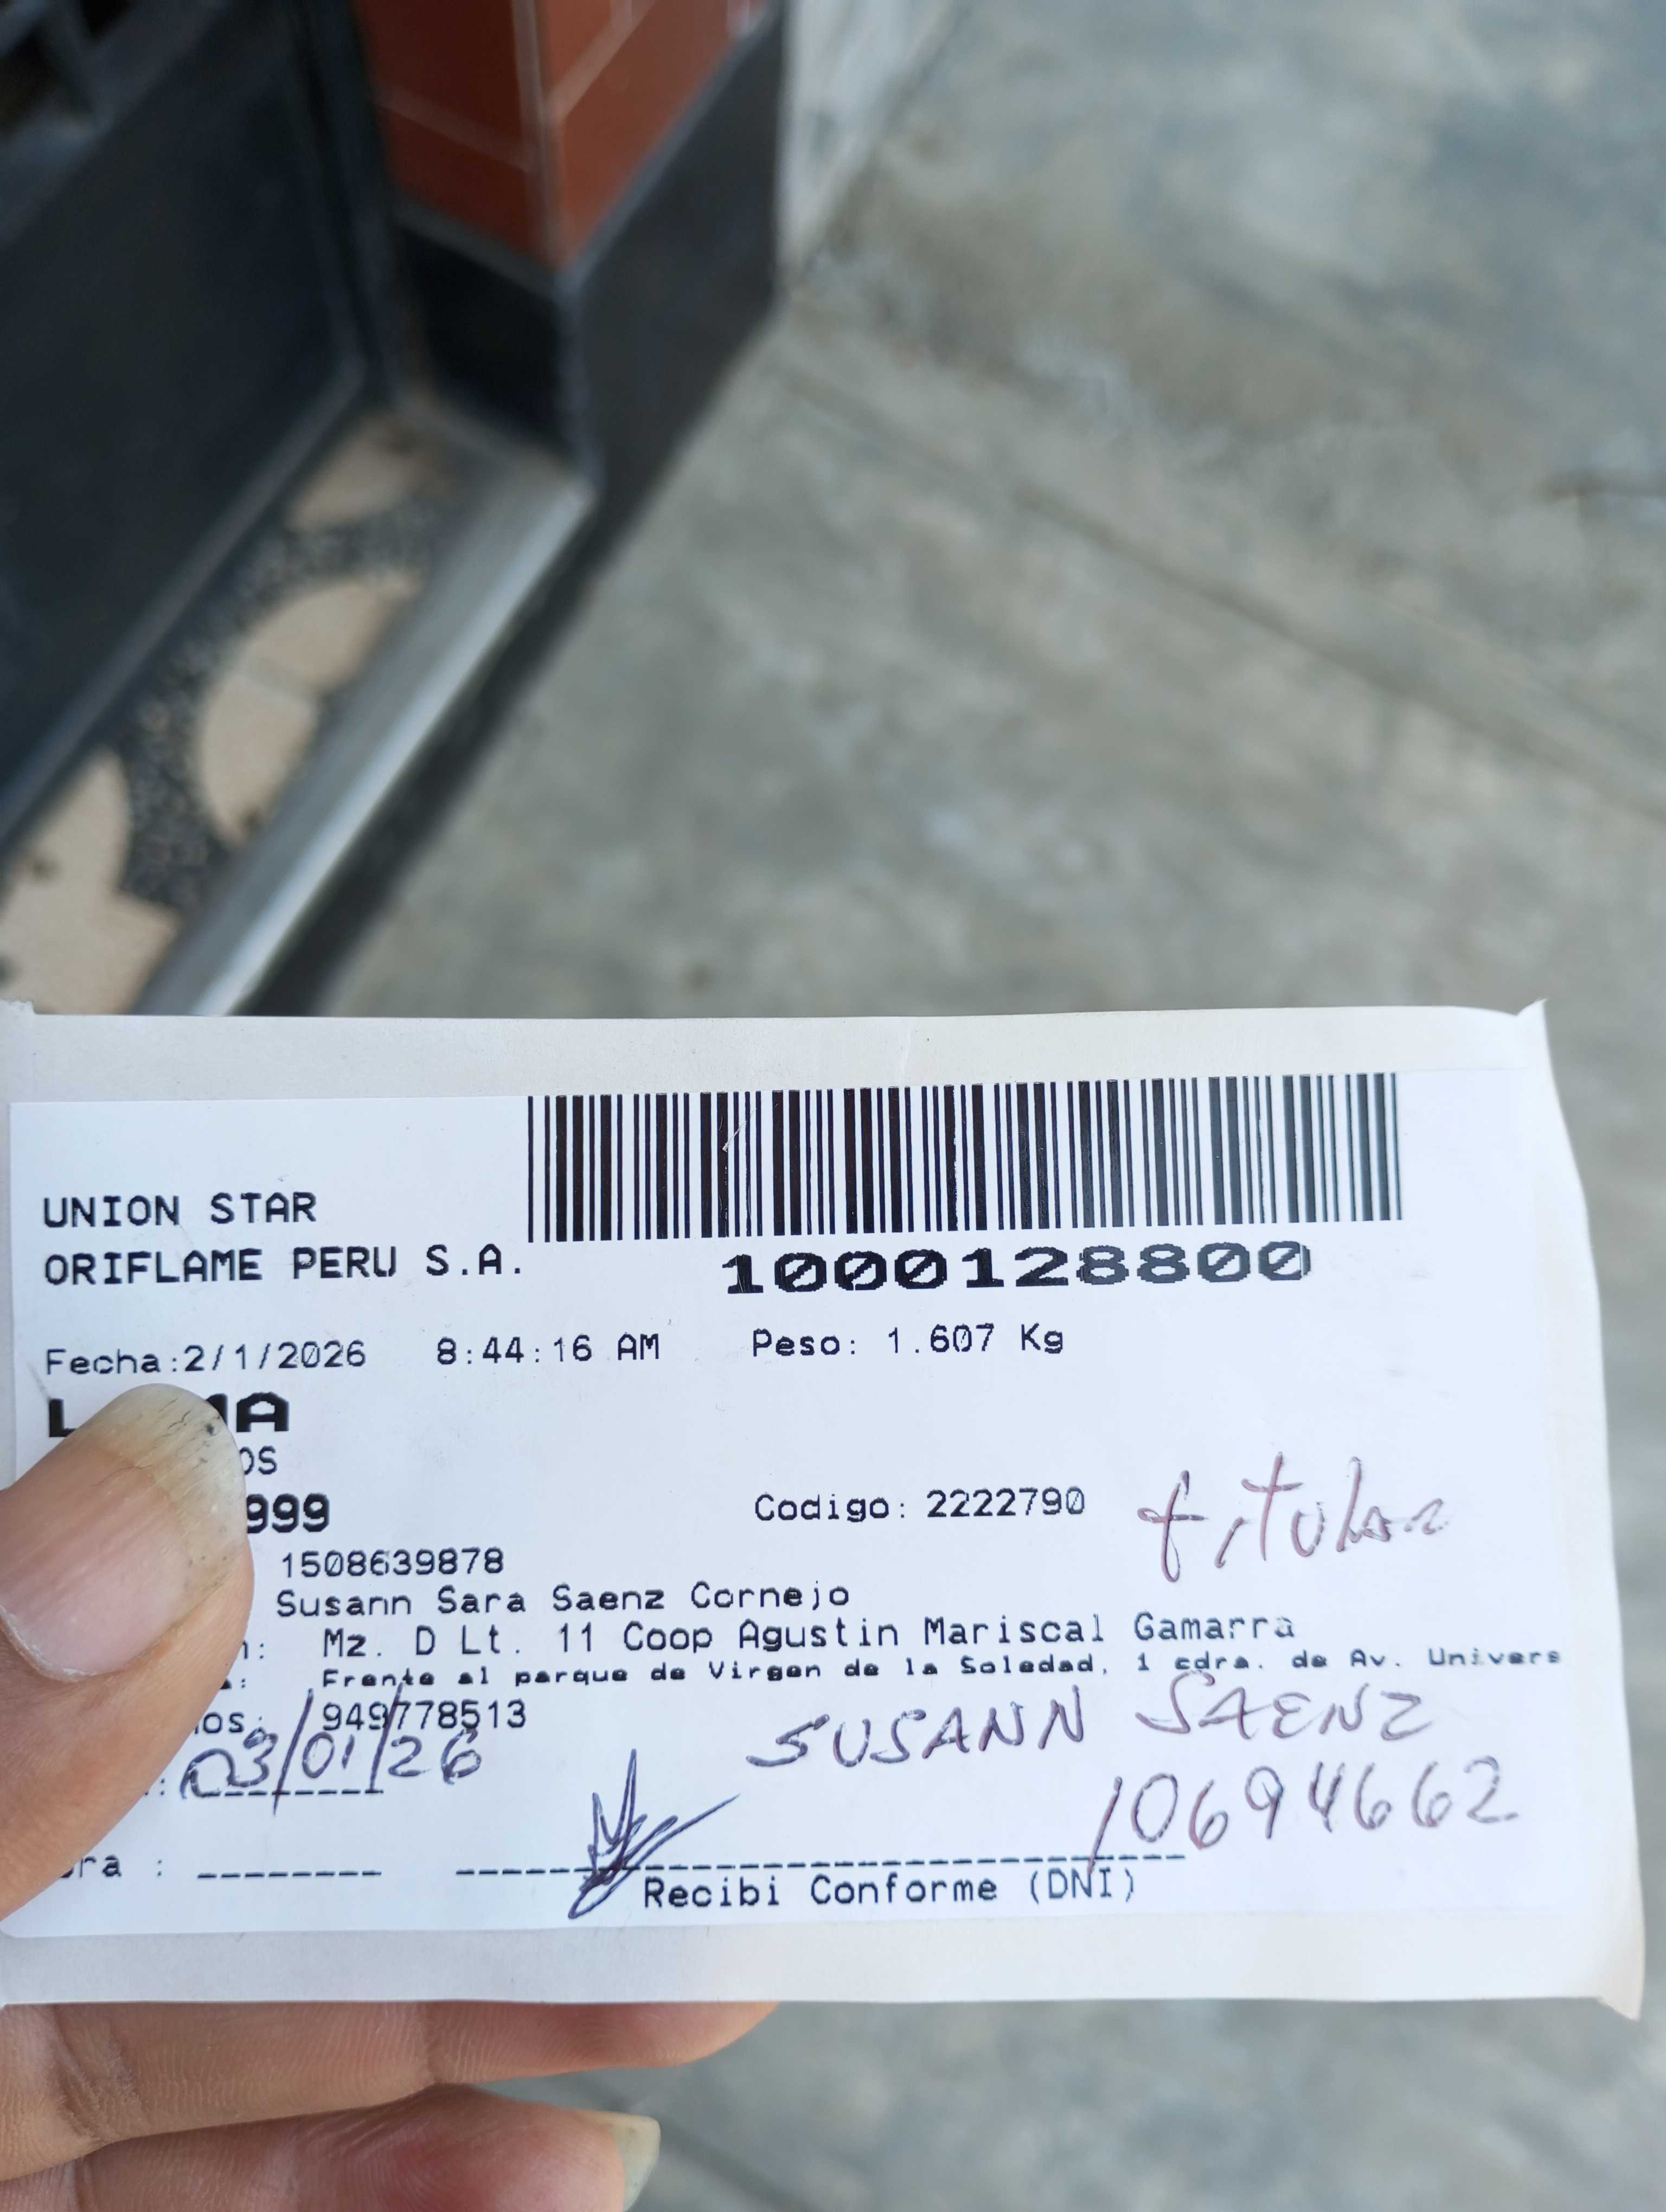 UNION STAR
ORIFLAME PERU S.A.
1000128800
Fecha:2/1/2026 8:44:16 AM Peso: 1.607 Kg
OS
999 Codigo: 2222790 titular
1508639878
Susann Sara Saenz Cornejo
Mz. D Lt. 11 Coop Agustin Mariscal Gamarra
Frente al parque de Virgen de la Soledad, 1 cdra. de Av. Univers
949778513
SUSANN SAENZ
03/01/26
10694662
Recibi Conforme (DNI)